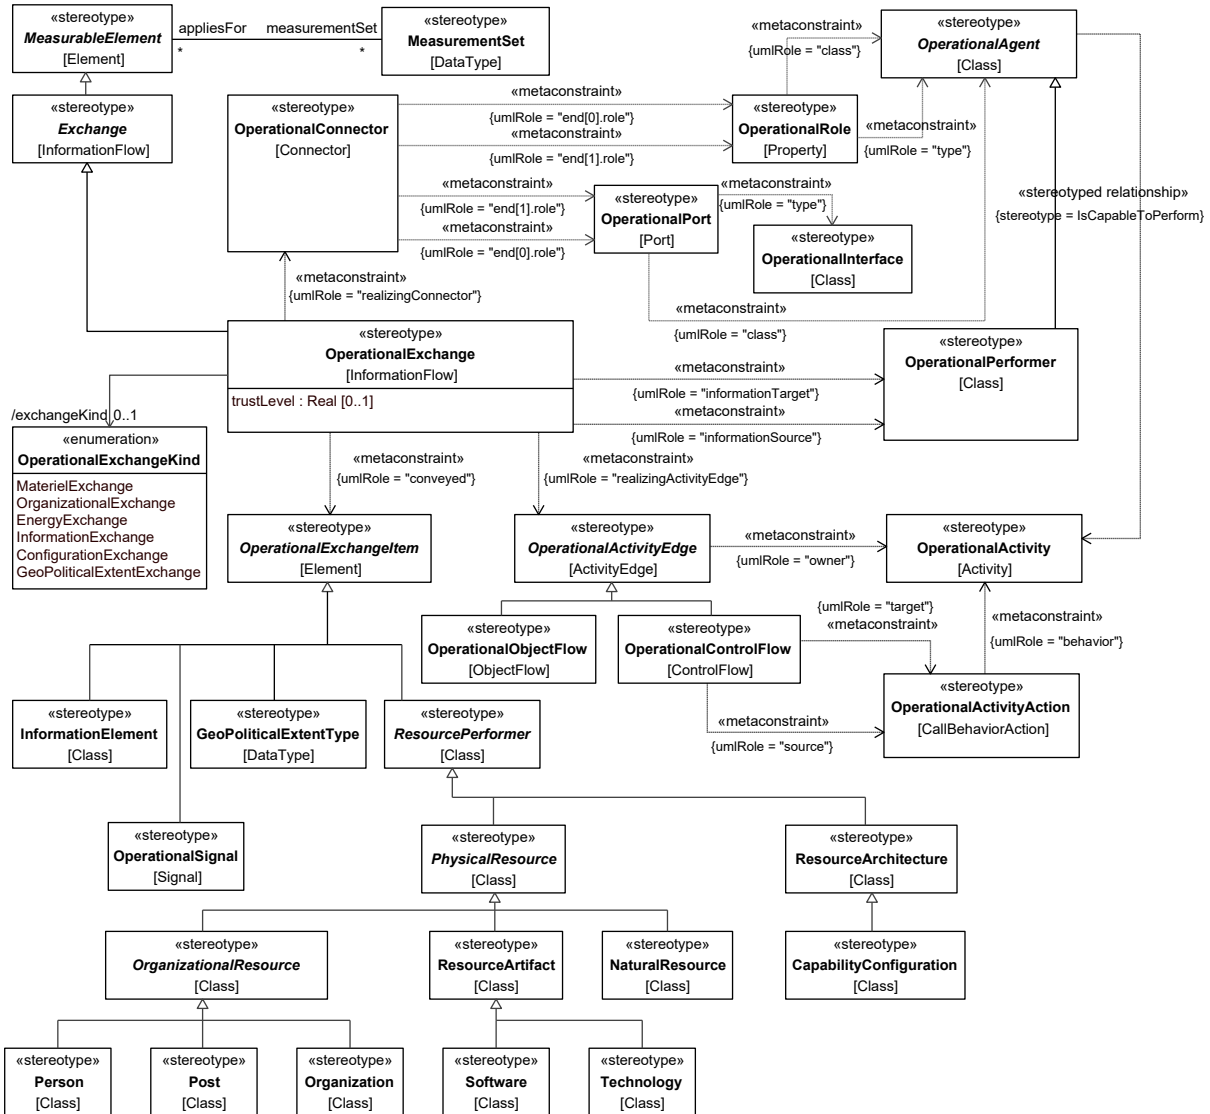 «stereotype»
MeasurableElement
[Element]
appliesFor
measurementSet
*
*
«stereotype»
MeasurementSet
[DataType]
«metaconstraint»
{umlRole = "class"}
«stereotype»
OperationalAgent
[Class]
«stereotype»
Exchange
[InformationFlow]
«stereotype»
OperationalConnector
[Connector]
«metaconstraint»
{umlRole = "end[0].role"}
«metaconstraint»
{umlRole = "end[1].role"}
«stereotype»
OperationalRole
[Property]
«metaconstraint»
{umlRole = "type"}
«metaconstraint»
{umlRole = "end[1].role"}
«metaconstraint»
{umlRole = "end[0].role"}
«stereotype»
OperationalPort
[Port]
«metaconstraint»
{umlRole = "type"}
«stereotyped relationship»
{stereotype = IsCapableToPerform}
«stereotype»
OperationalInterface
[Class]
«metaconstraint»
{umlRole = "realizingConnector"}
«metaconstraint»
{umlRole = "class"}
«stereotype»
OperationalExchange
[InformationFlow]
trustLevel : Real [0..1]
«stereotype»
OperationalPerformer
[Class]
«metaconstraint»
{umlRole = "informationTarget"}
«metaconstraint»
{umlRole = "informationSource"}
/exchangeKind 0..1
«enumeration»
OperationalExchangeKind
MaterielExchange
OrganizationalExchange
EnergyExchange
InformationExchange
ConfigurationExchange
GeoPoliticalExtentExchange
«metaconstraint»
{umlRole = "conveyed"}
«metaconstraint»
{umlRole = "realizingActivityEdge"}
«stereotype»
OperationalExchangeItem
[Element]
«stereotype»
OperationalActivityEdge
[ActivityEdge]
«metaconstraint»
{umlRole = "owner"}
«stereotype»
OperationalActivity
[Activity]
«stereotype»
OperationalObjectFlow
[ObjectFlow]
«stereotype»
OperationalControlFlow
[ControlFlow]
{umlRole = "target"}
«metaconstraint»
«metaconstraint»
{umlRole = "behavior"}
«stereotype»
OperationalActivityAction
[CallBehaviorAction]
«metaconstraint»
{umlRole = "source"}
«stereotype»
InformationElement
[Class]
«stereotype»
GeoPoliticalExtentType
[DataType]
«stereotype»
ResourcePerformer
[Class]
«stereotype»
OperationalSignal
[Signal]
«stereotype»
PhysicalResource
[Class]
«stereotype»
ResourceArchitecture
[Class]
«stereotype»
OrganizationalResource
[Class]
«stereotype»
ResourceArtifact
[Class]
«stereotype»
NaturalResource
[Class]
«stereotype»
CapabilityConfiguration
[Class]
«stereotype»
Person
[Class]
«stereotype»
Post
[Class]
«stereotype»
Organization
[Class]
«stereotype»
Software
[Class]
«stereotype»
Technology
[Class]